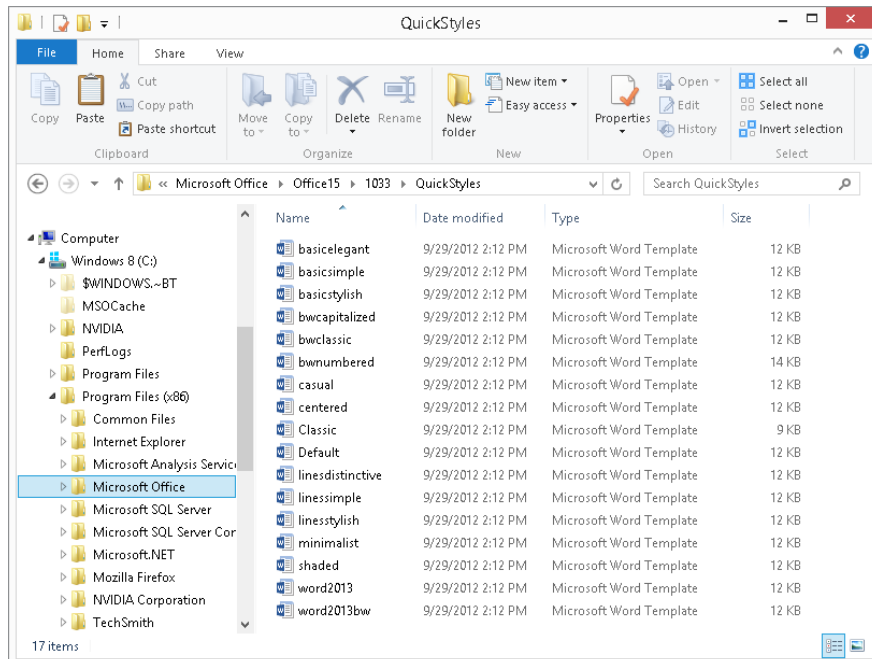 QuickStyles
File Home Share View
Copy Paste Cut Copy path Paste shortcut Move to Copy to Delete Rename New folder New item Easy access Properties Open Edit History Select all Select none Invert selection
Clipboard Organize New Open Select
« Microsoft Office Office15 1033 QuickStyles Search QuickStyles
Name Date modified Type Size
Computer
Windows 8 (C:)
$WINDOWS.~BT
MSOCache
NVIDIA
PerfLogs
Program Files
Program Files (x86)
Common Files
Internet Explorer
Microsoft Analysis Servic
Microsoft Office
Microsoft SQL Server
Microsoft SQL Server Cor
Microsoft.NET
Mozilla Firefox
NVIDIA Corporation
TechSmith
basicelegant 9/29/2012 2:12 PM Microsoft Word Template 12 KB
basicsimple 9/29/2012 2:12 PM Microsoft Word Template 12 KB
basicstylish 9/29/2012 2:12 PM Microsoft Word Template 12 KB
bwcapitalized 9/29/2012 2:12 PM Microsoft Word Template 12 KB
bwclassic 9/29/2012 2:12 PM Microsoft Word Template 12 KB
bwnumbered 9/29/2012 2:12 PM Microsoft Word Template 14 KB
casual 9/29/2012 2:12 PM Microsoft Word Template 12 KB
centered 9/29/2012 2:12 PM Microsoft Word Template 12 KB
Classic 9/29/2012 2:12 PM Microsoft Word Template 9 KB
Default 9/29/2012 2:12 PM Microsoft Word Template 12 KB
linesdistinctive 9/29/2012 2:12 PM Microsoft Word Template 12 KB
linessimple 9/29/2012 2:12 PM Microsoft Word Template 12 KB
linesstylish 9/29/2012 2:12 PM Microsoft Word Template 12 KB
minimalist 9/29/2012 2:12 PM Microsoft Word Template 12 KB
shaded 9/29/2012 2:12 PM Microsoft Word Template 12 KB
word2013 9/29/2012 2:12 PM Microsoft Word Template 12 KB
word2013bw 9/29/2012 2:12 PM Microsoft Word Template 12 KB
17 items